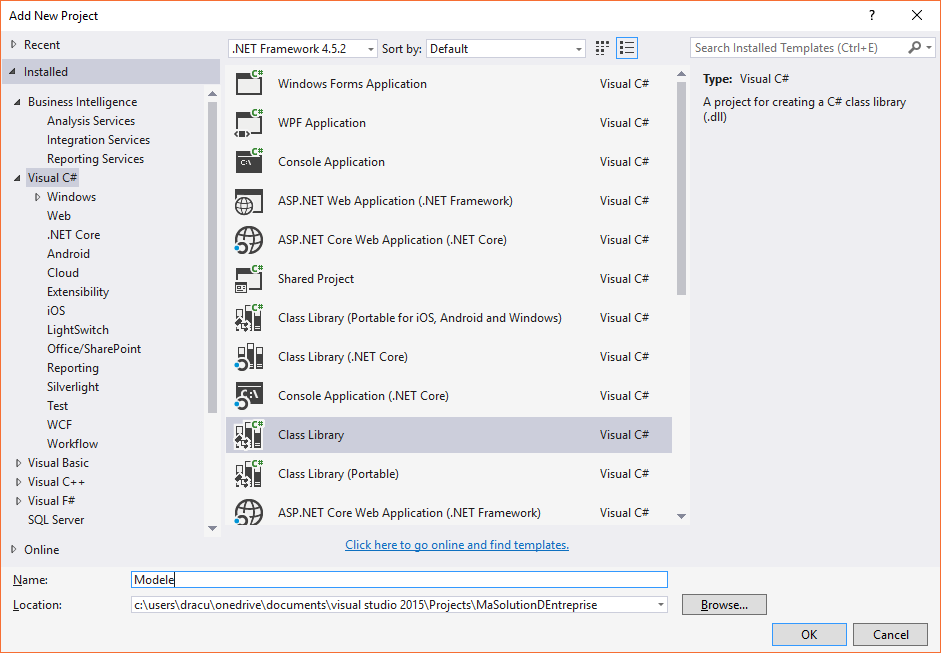 Add New Project
?
Recent
.NET Framework 4.5.2
Sort by:
Default
Search Installed Templates (Ctrl+E)
Installed
Business Intelligence
Analysis Services
Integration Services
Reporting Services
Visual C#
Windows
Web
.NET Core
Android
Cloud
Extensibility
iOS
LightSwitch
Office/SharePoint
Reporting
Silverlight
Test
WCF
Workflow
Visual Basic
Visual C++
Visual F#
SQL Server
Online
Windows Forms Application Visual C#
WPF Application Visual C#
Console Application Visual C#
ASP.NET Web Application (.NET Framework) Visual C#
ASP.NET Core Web Application (.NET Core) Visual C#
Shared Project Visual C#
Class Library (Portable for iOS, Android and Windows) Visual C#
Class Library (.NET Core) Visual C#
Console Application (.NET Core) Visual C#
Class Library Visual C#
Class Library (Portable) Visual C#
ASP.NET Core Web Application (.NET Framework) Visual C#
Click here to go online and find templates.
Type: Visual C#
A project for creating a C# class library
(.dll)
Name:
Modele
Location:
c:\users\dracu\onedrive\documents\visual studio 2015\Projects\MaSolutionDEntreprise
Browse...
OK
Cancel